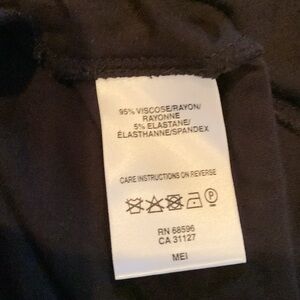 95% VISCOSE/RAYON/
RAYONNE
5% ELASTANE/
ÉLASTHANNE/SPANDEX
CARE INSTRUCTIONS ON REVERSE
P
RN 68596
CA 31127
MEI